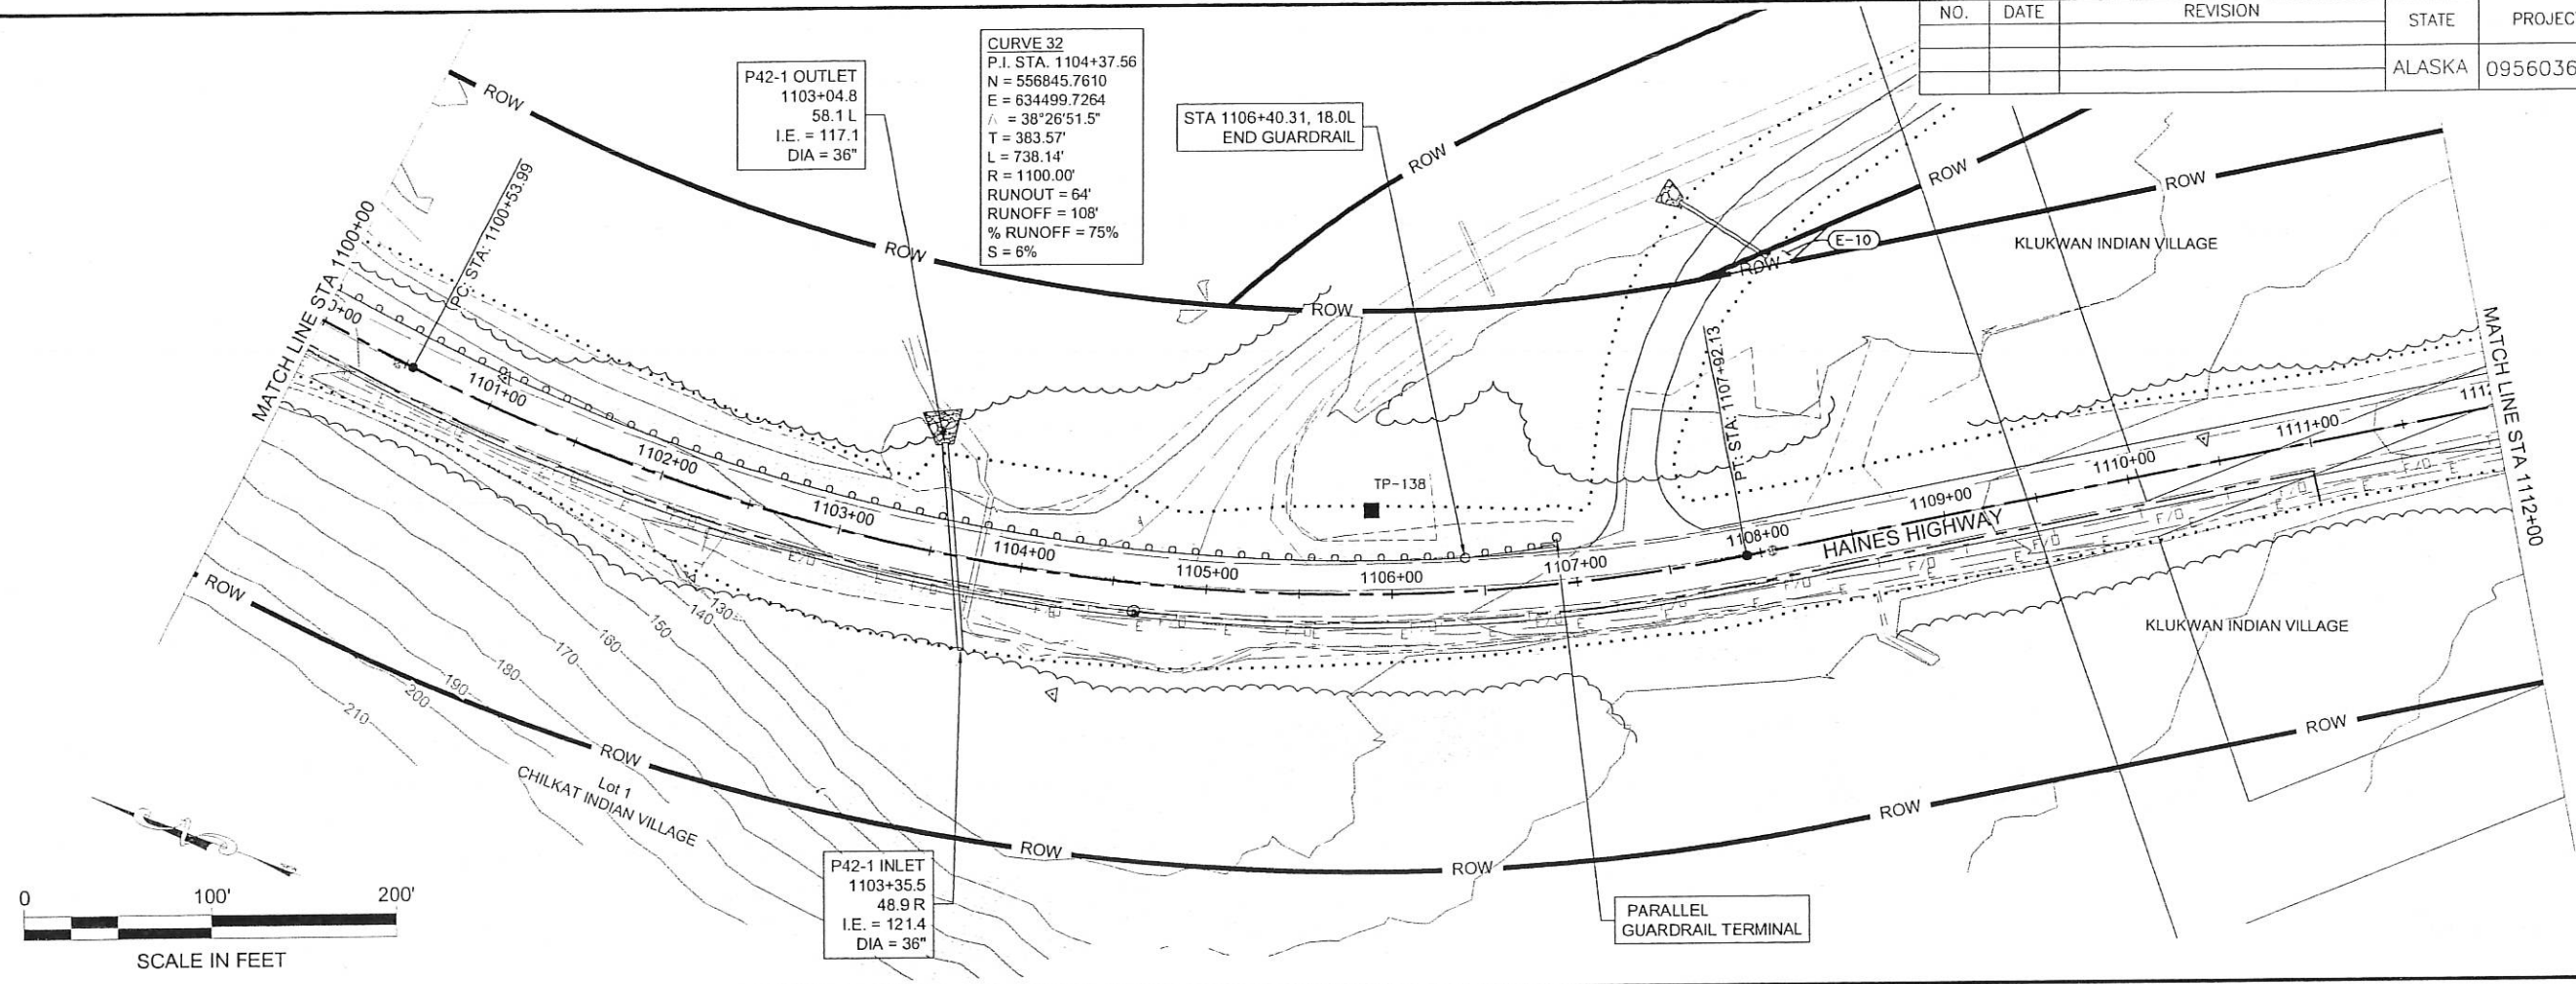 NO. DATE REVISION STATE
ALASKA
CURVE 32
P.I. STA. 1104+37.56
N = 556845.7610
E = 634499.7264
= 38°26'51.5"
T = 383.57'
L = 738.14'
R = 1100.00'
RUNOUT = 64'
RUNOFF = 108'
% RUNOFF = 75%
S = 6%
P42-1 OUTLET
1103+04.8
58.1 L
I.E. = 117.1
DIA = 36"
STA 1106+40.31, 18.0L
END GUARDRAIL
ROW
ROW
ROW
ROW
ROW
ROW
ROW
E-10
KLUKWAN INDIAN VILLAGE
MATCH LINE STA 1100+00
PC: STA: 1100+53.99
PT: STA: 1107+92.13
MATCH LINE STA 1112+00
1101+00
1102+00
1103+00
1104+00
1105+00
1106+00
1107+00
1108+00
1109+00
1110+00
1111+00
TP-138
HAINES HIGHWAY
KLUKWAN INDIAN VILLAGE
130
140
150
160
170
180
190
200
210
ROW
ROW
ROW
ROW
ROW
ROW
Lot 1
CHILKAT INDIAN VILLAGE
P42-1 INLET
1103+35.5
48.9 R
I.E. = 121.4
DIA = 36"
PARALLEL
GUARDRAIL TERMINAL
0 100' 200'
SCALE IN FEET